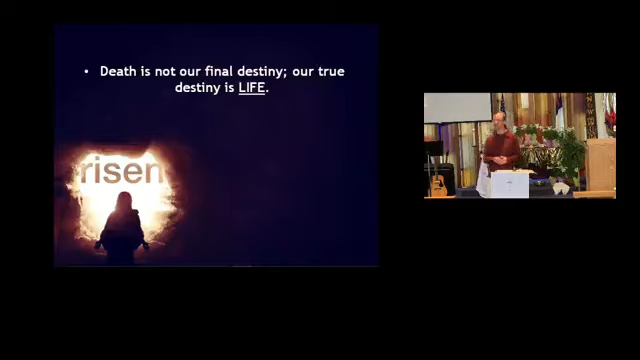 • Death is not our final destiny; our true
destiny is LIFE.
risen